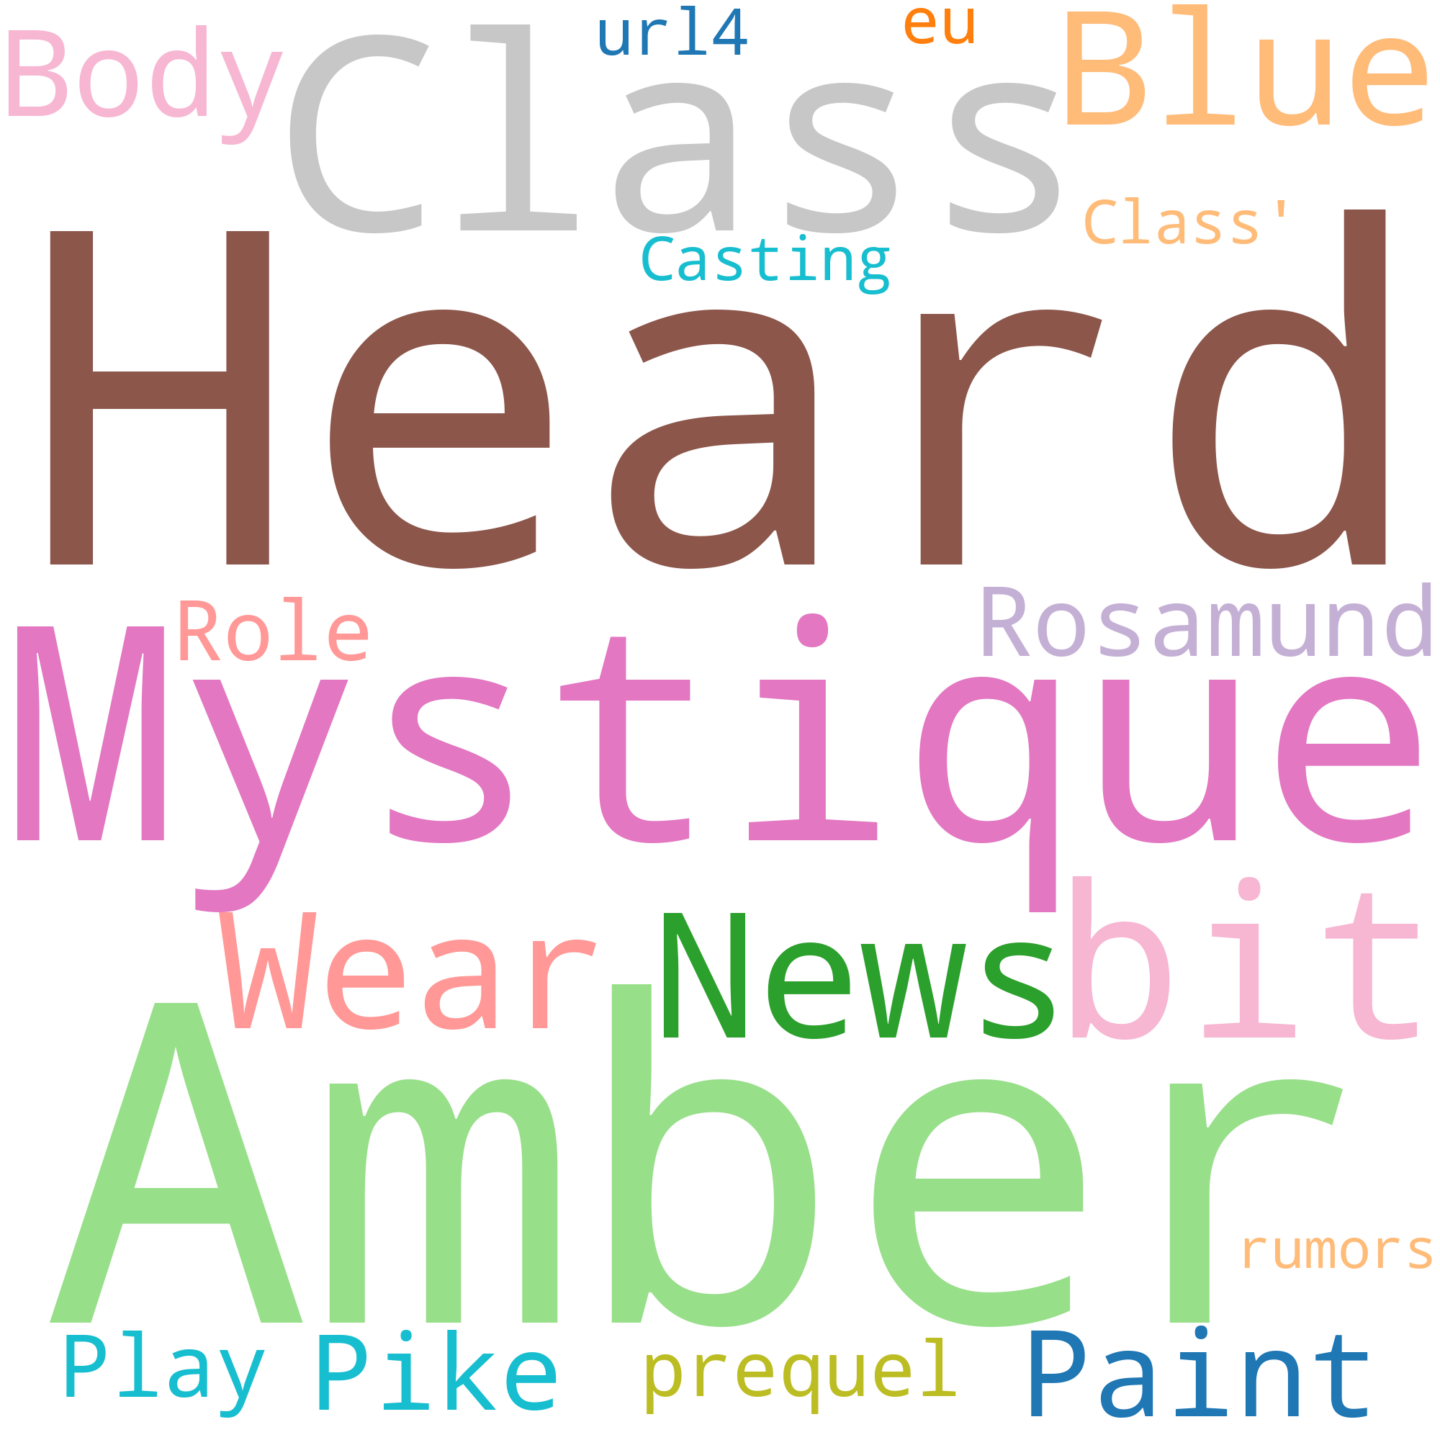 url4 eu
Body Class Blue
Class'
Casting
Heard
Role Rosamund
Mystique
Wear News bit
Amber
rumors
Play Pike prequel Paint